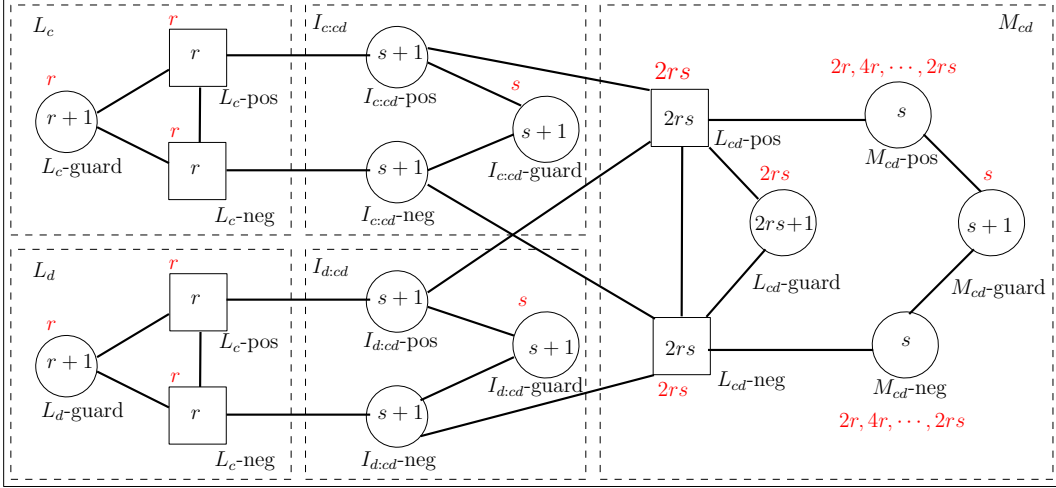 L_c
r
r
L_c-pos
r
r + 1
L_c-guard
r
r
L_c-neg
I_{c:cd}
s + 1
I_{c:cd}-pos
s
s + 1
I_{c:cd}-guard
s + 1
I_{c:cd}-neg
M_{cd}
2rs
2rs
L_{cd}-pos
2r, 4r, ⋯, 2rs
s
M_{cd}-pos
2rs
2rs+1
L_{cd}-guard
s
s + 1
M_{cd}-guard
2rs
2rs
L_{cd}-neg
s
M_{cd}-neg
2r, 4r, ⋯, 2rs
L_d
r
r
L_c-pos
r
r + 1
L_d-guard
r
r
L_c-neg
I_{d:cd}
s + 1
I_{d:cd}-pos
s
s + 1
I_{d:cd}-guard
s + 1
I_{d:cd}-neg